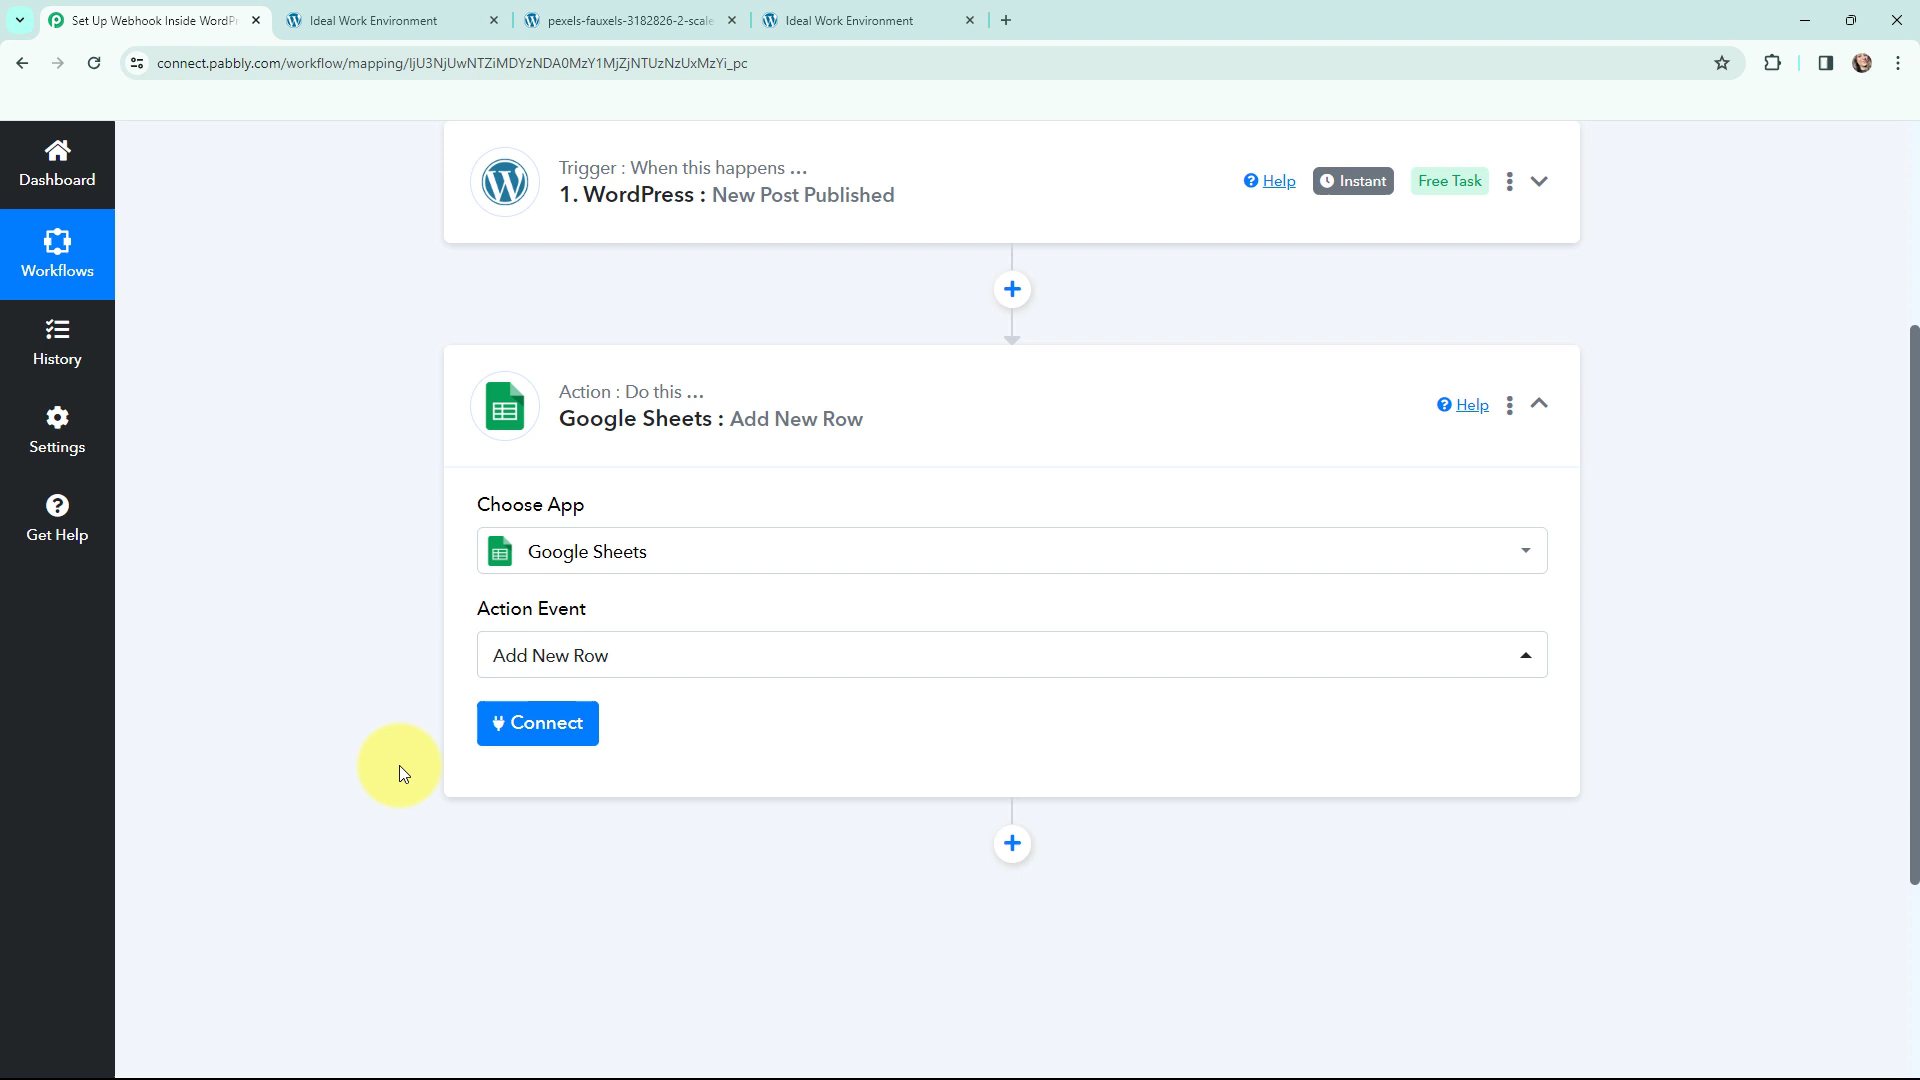 Set Up Webhook Inside WordPr
Ideal Work Environment
pexels-fauxels-3182826-2-scale
Ideal Work Environment
connect.pabbly.com/workflow/mapping/IjU3NjUwNTZiMDYzNDA0MzY1MjZjNTUzNzUxMzYi_pc
Dashboard
Workflows
History
Settings
Get Help
Trigger : When this happens ...
1. WordPress : New Post Published
Help
Instant
Free Task
Action : Do this ...
Google Sheets : Add New Row
Help
Choose App
Google Sheets
Action Event
Add New Row
Connect